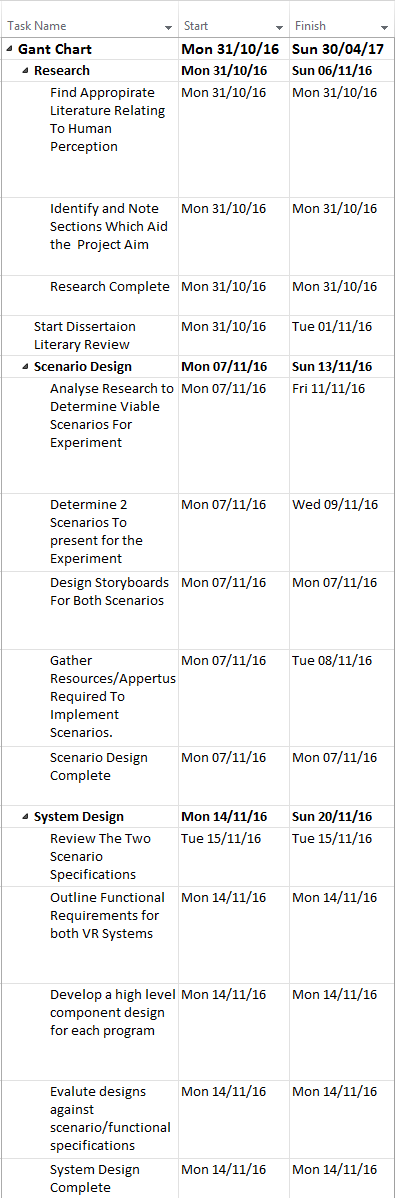 Task Name Start Finish
Gant Chart Mon 31/10/16 Sun 30/04/17
Research Mon 31/10/16 Sun 06/11/16
Find Appropirate Mon 31/10/16 Mon 31/10/16
Literature Relating
To Human
Perception
Identify and Note Mon 31/10/16 Mon 31/10/16
Sections Which Aid
the Project Aim
Research Complete Mon 31/10/16 Mon 31/10/16
Start Dissertaion Mon 31/10/16 Tue 01/11/16
Literary Review
Scenario Design Mon 07/11/16 Sun 13/11/16
Analyse Research to Mon 07/11/16 Fri 11/11/16
Determine Viable
Scenarios For
Experiment
Determine 2 Mon 07/11/16 Wed 09/11/16
Scenarios To
present for the
Experiment
Design Storyboards Mon 07/11/16 Mon 07/11/16
For Both Scenarios
Gather Mon 07/11/16 Tue 08/11/16
Resources/Appertus
Required To
Implement
Scenarios.
Scenario Design Mon 07/11/16 Mon 07/11/16
Complete
System Design Mon 14/11/16 Sun 20/11/16
Review The Two Tue 15/11/16 Tue 15/11/16
Scenario
Specifications
Outline Functional Mon 14/11/16 Mon 14/11/16
Requirements for
both VR Systems
Develop a high level Mon 14/11/16 Mon 14/11/16
component design
for each program
Evalute designs Mon 14/11/16 Mon 14/11/16
against
scenario/functional
specifications
System Design Mon 14/11/16 Mon 14/11/16
Complete